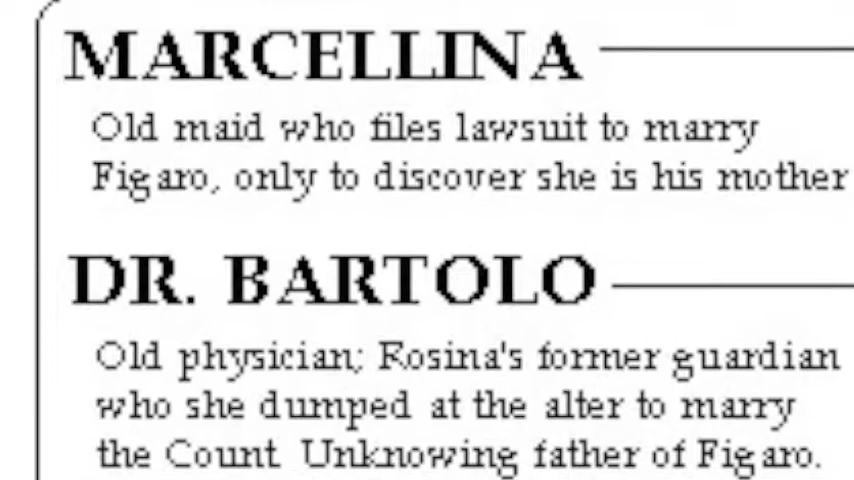 MARCELLINA
Old maid who files lawsuit to marry
Figaro, only to discover she is his mother
DR. BARTOLO
Old physician; Rosina's former guardian
who she dumped at the alter to marry
the Count. Unknowing father of Figaro.